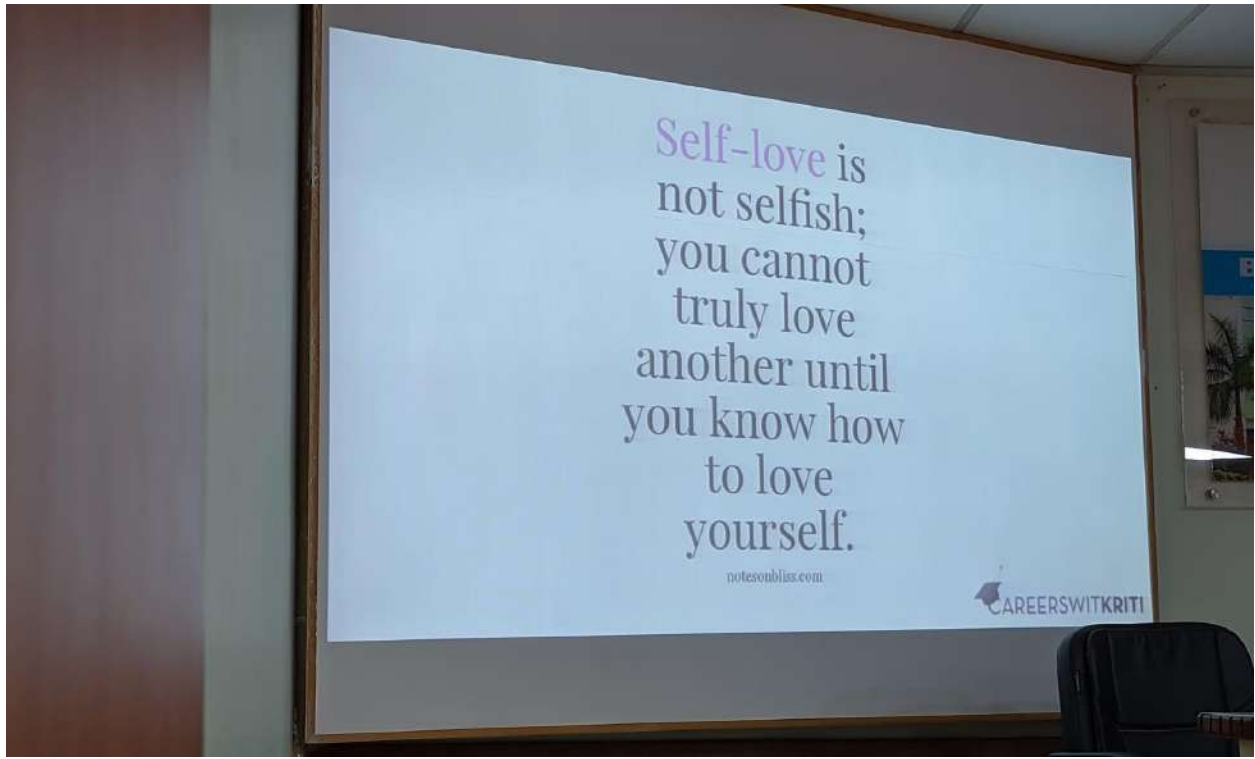 Self-love is
not selfish;
you cannot
truly love
another until
you know how
to love
yourself.
notesonbliss.com
CAREERSWITKRITI